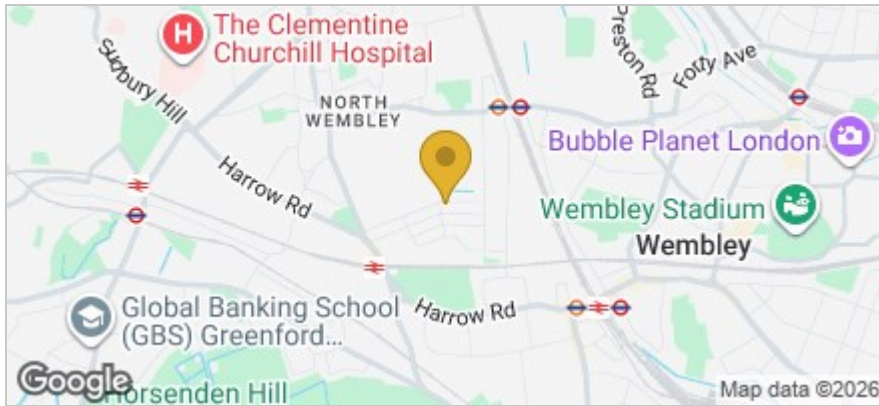 The Clementine
Churchill Hospital
H
Sudbury Hill
Preston Rd
Forty Ave
NORTH
WEMBLEY
Bubble Planet London
Harrow Rd
Wembley Stadium
Wembley
Global Banking School
(GBS) Greenford...
Harrow Rd
Google
Horsenden Hill
Map data ©2026